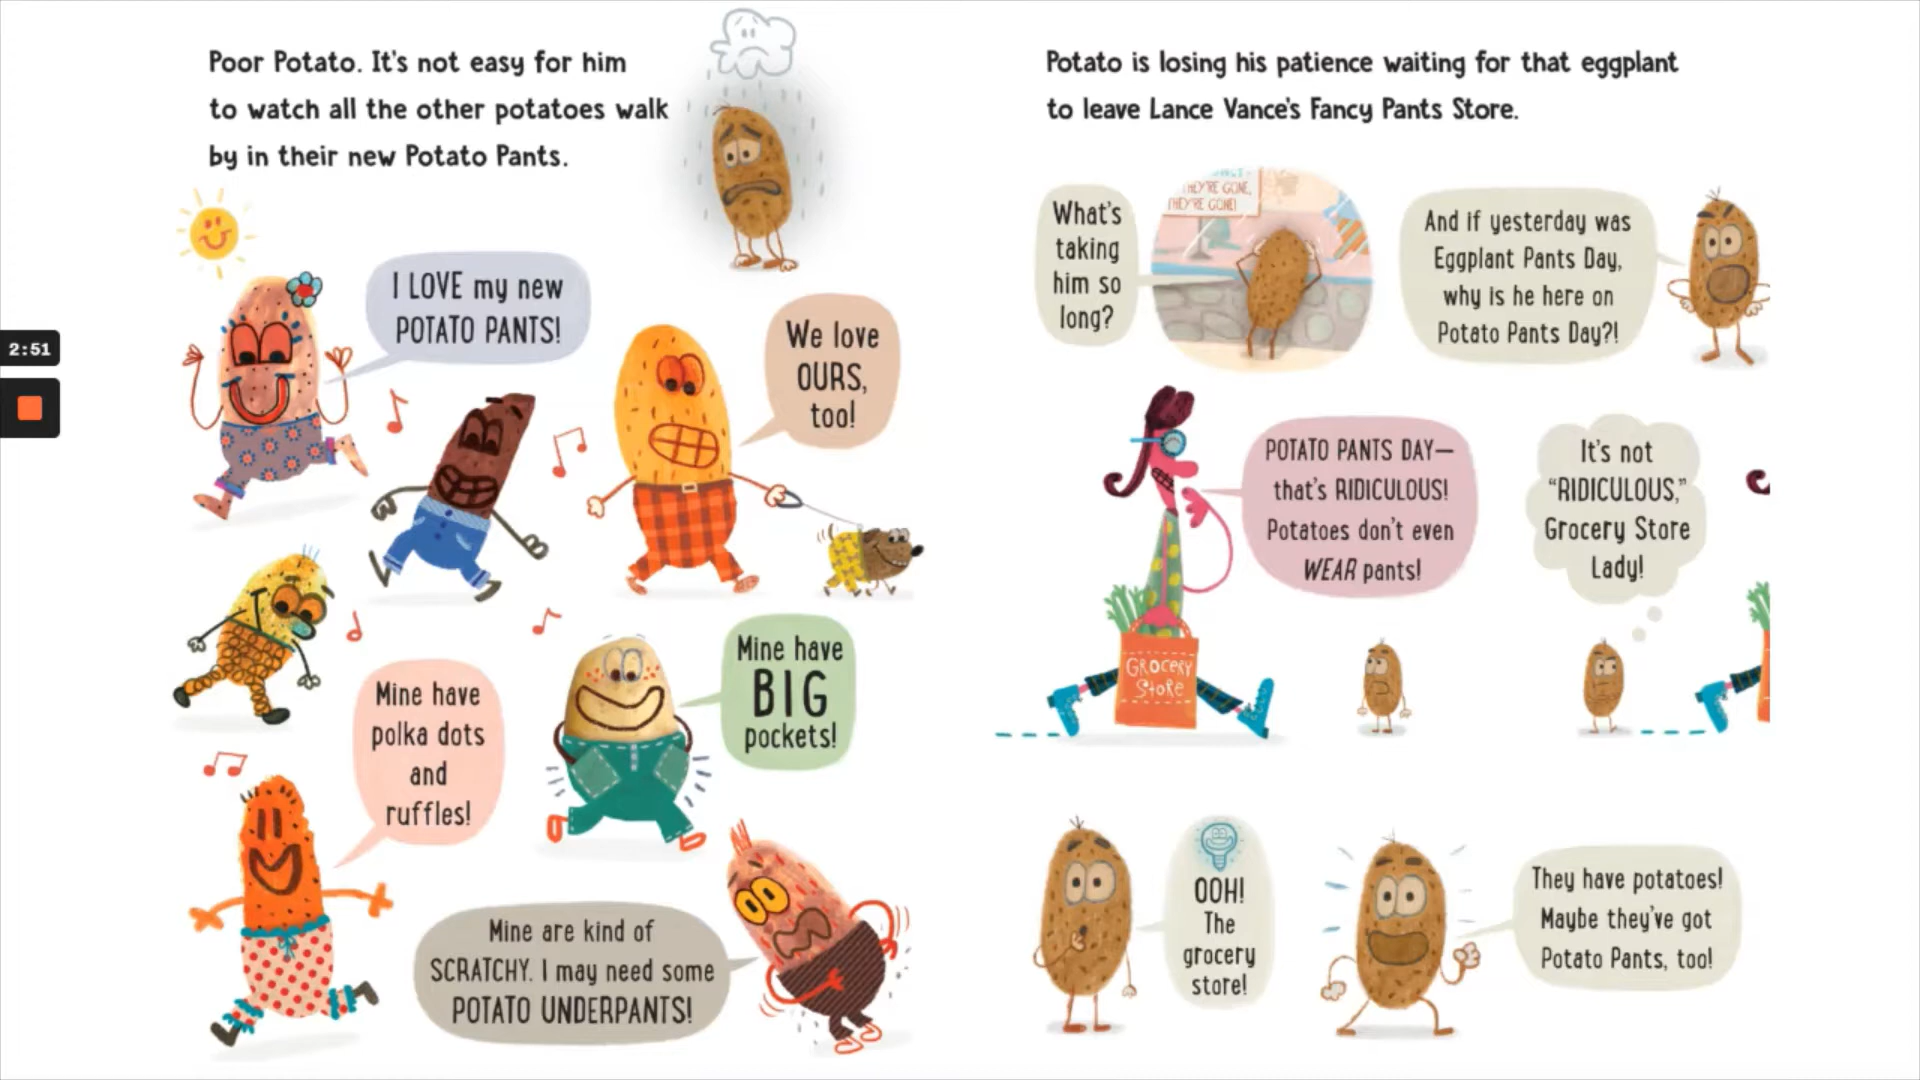 Poor Potato. It's not easy for him
to watch all the other potatoes walk
by in their new Potato Pants.
I LOVE my new
POTATO PANTS!
We love
OURS,
too!
Mine have
BIG
pockets!
Mine have
polka dots
and
ruffles!
Mine are kind of
SCRATCHY. I may need some
POTATO UNDERPANTS!
2:51
Potato is losing his patience waiting for that eggplant
to leave Lance Vance's Fancy Pants Store.
What's
taking
him so
long?
THEY'RE GONE,
THEY'RE GONE!
And if yesterday was
Eggplant Pants Day,
why is he here on
Potato Pants Day?!
POTATO PANTS DAY—
that's RIDICULOUS!
Potatoes don't even
WEAR pants!
It's not
"RIDICULOUS,"
Grocery Store
Lady!
GROCERY
STORE
OOH!
The
grocery
store!
They have potatoes!
Maybe they've got
Potato Pants, too!